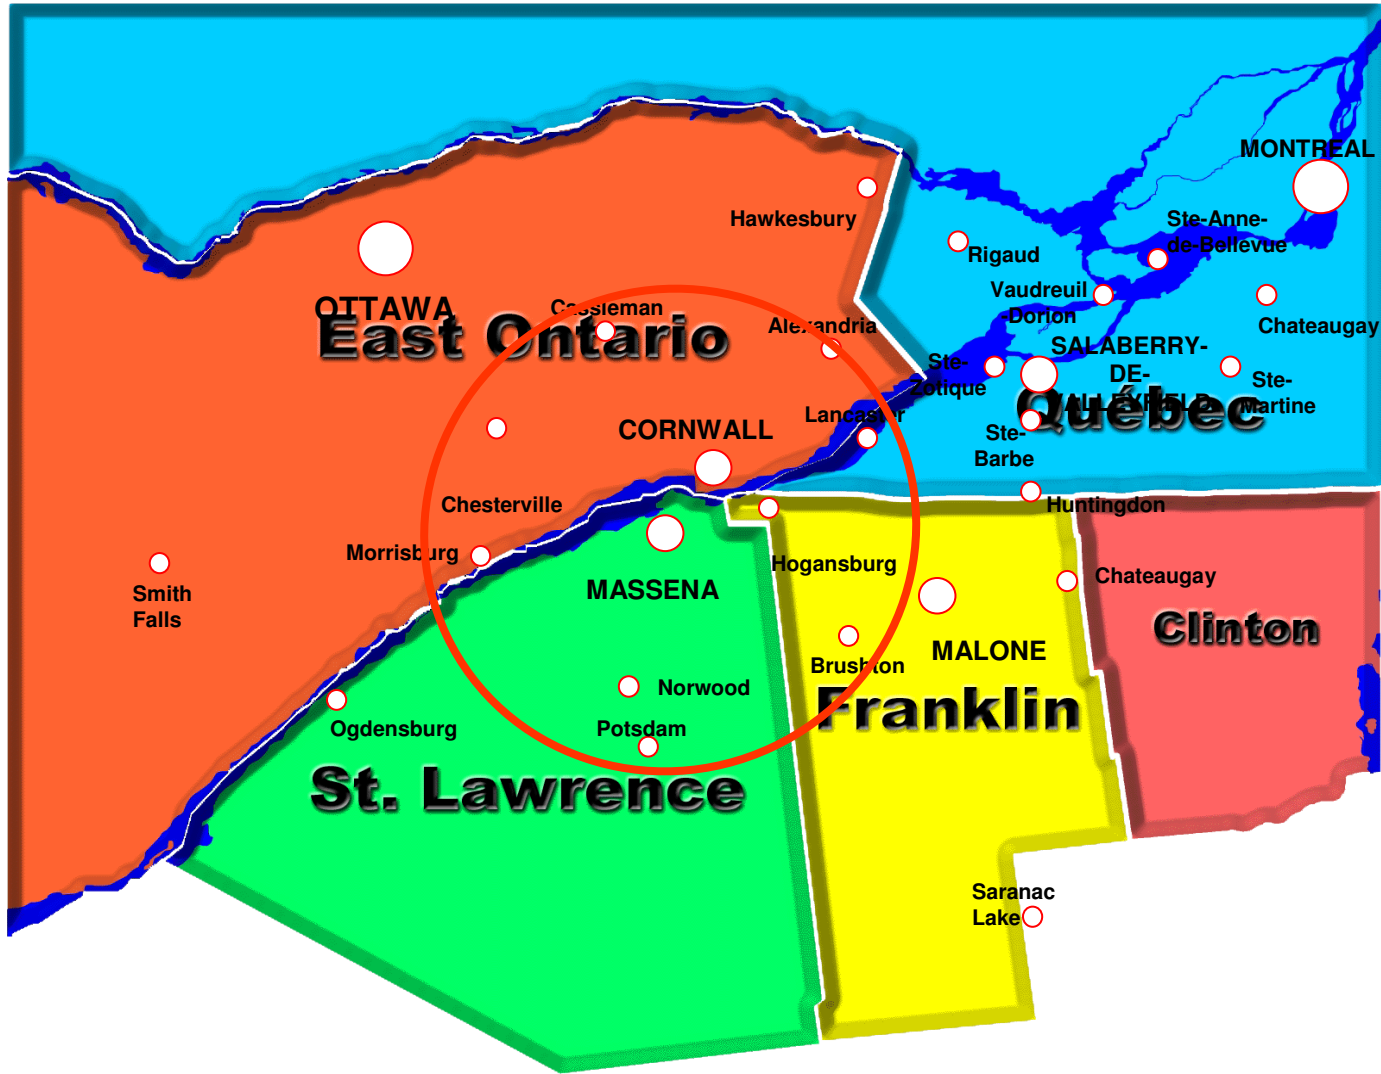 MONTREAL
Hawkesbury
Ste-Anne-
de-Bellevue
Rigaud
Vaudreuil
-Dorion
OTTAWA
Cassleman
East Ontario
Alexandria
Chateaugay
SALABERRY-
DE-
VALLEYFIELD
Ste-
Zotique
Ste-
Martine
Québec
Lancaster
CORNWALL
Ste-
Barbe
Chesterville
Huntingdon
Morrisburg
Hogansburg
Chateaugay
Smith
Falls
MASSENA
Clinton
MALONE
Brushton
Norwood
Franklin
Ogdensburg
Potsdam
St. Lawrence
Saranac
Lake